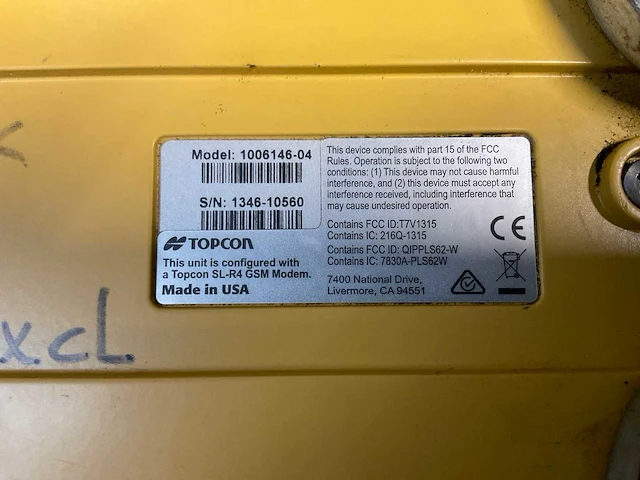 Model: 1006146-04
S/N: 1346-10560
TOPCON
This unit is configured with
a Topcon SL-R4 GSM Modem.
Made in USA
This device complies with part 15 of the FCC
Rules. Operation is subject to the following two
conditions: (1) This device may not cause harmful
interference, and (2) this device must accept any
interference received, including interference that
may cause undesired operation.
Contains FCC ID:T7V1315
Contains IC: 216Q-1315
Contains FCC ID: QIPPLS62-W
Contains IC: 7830A-PLS62W
7400 National Drive,
Livermore, CA 94551
CE